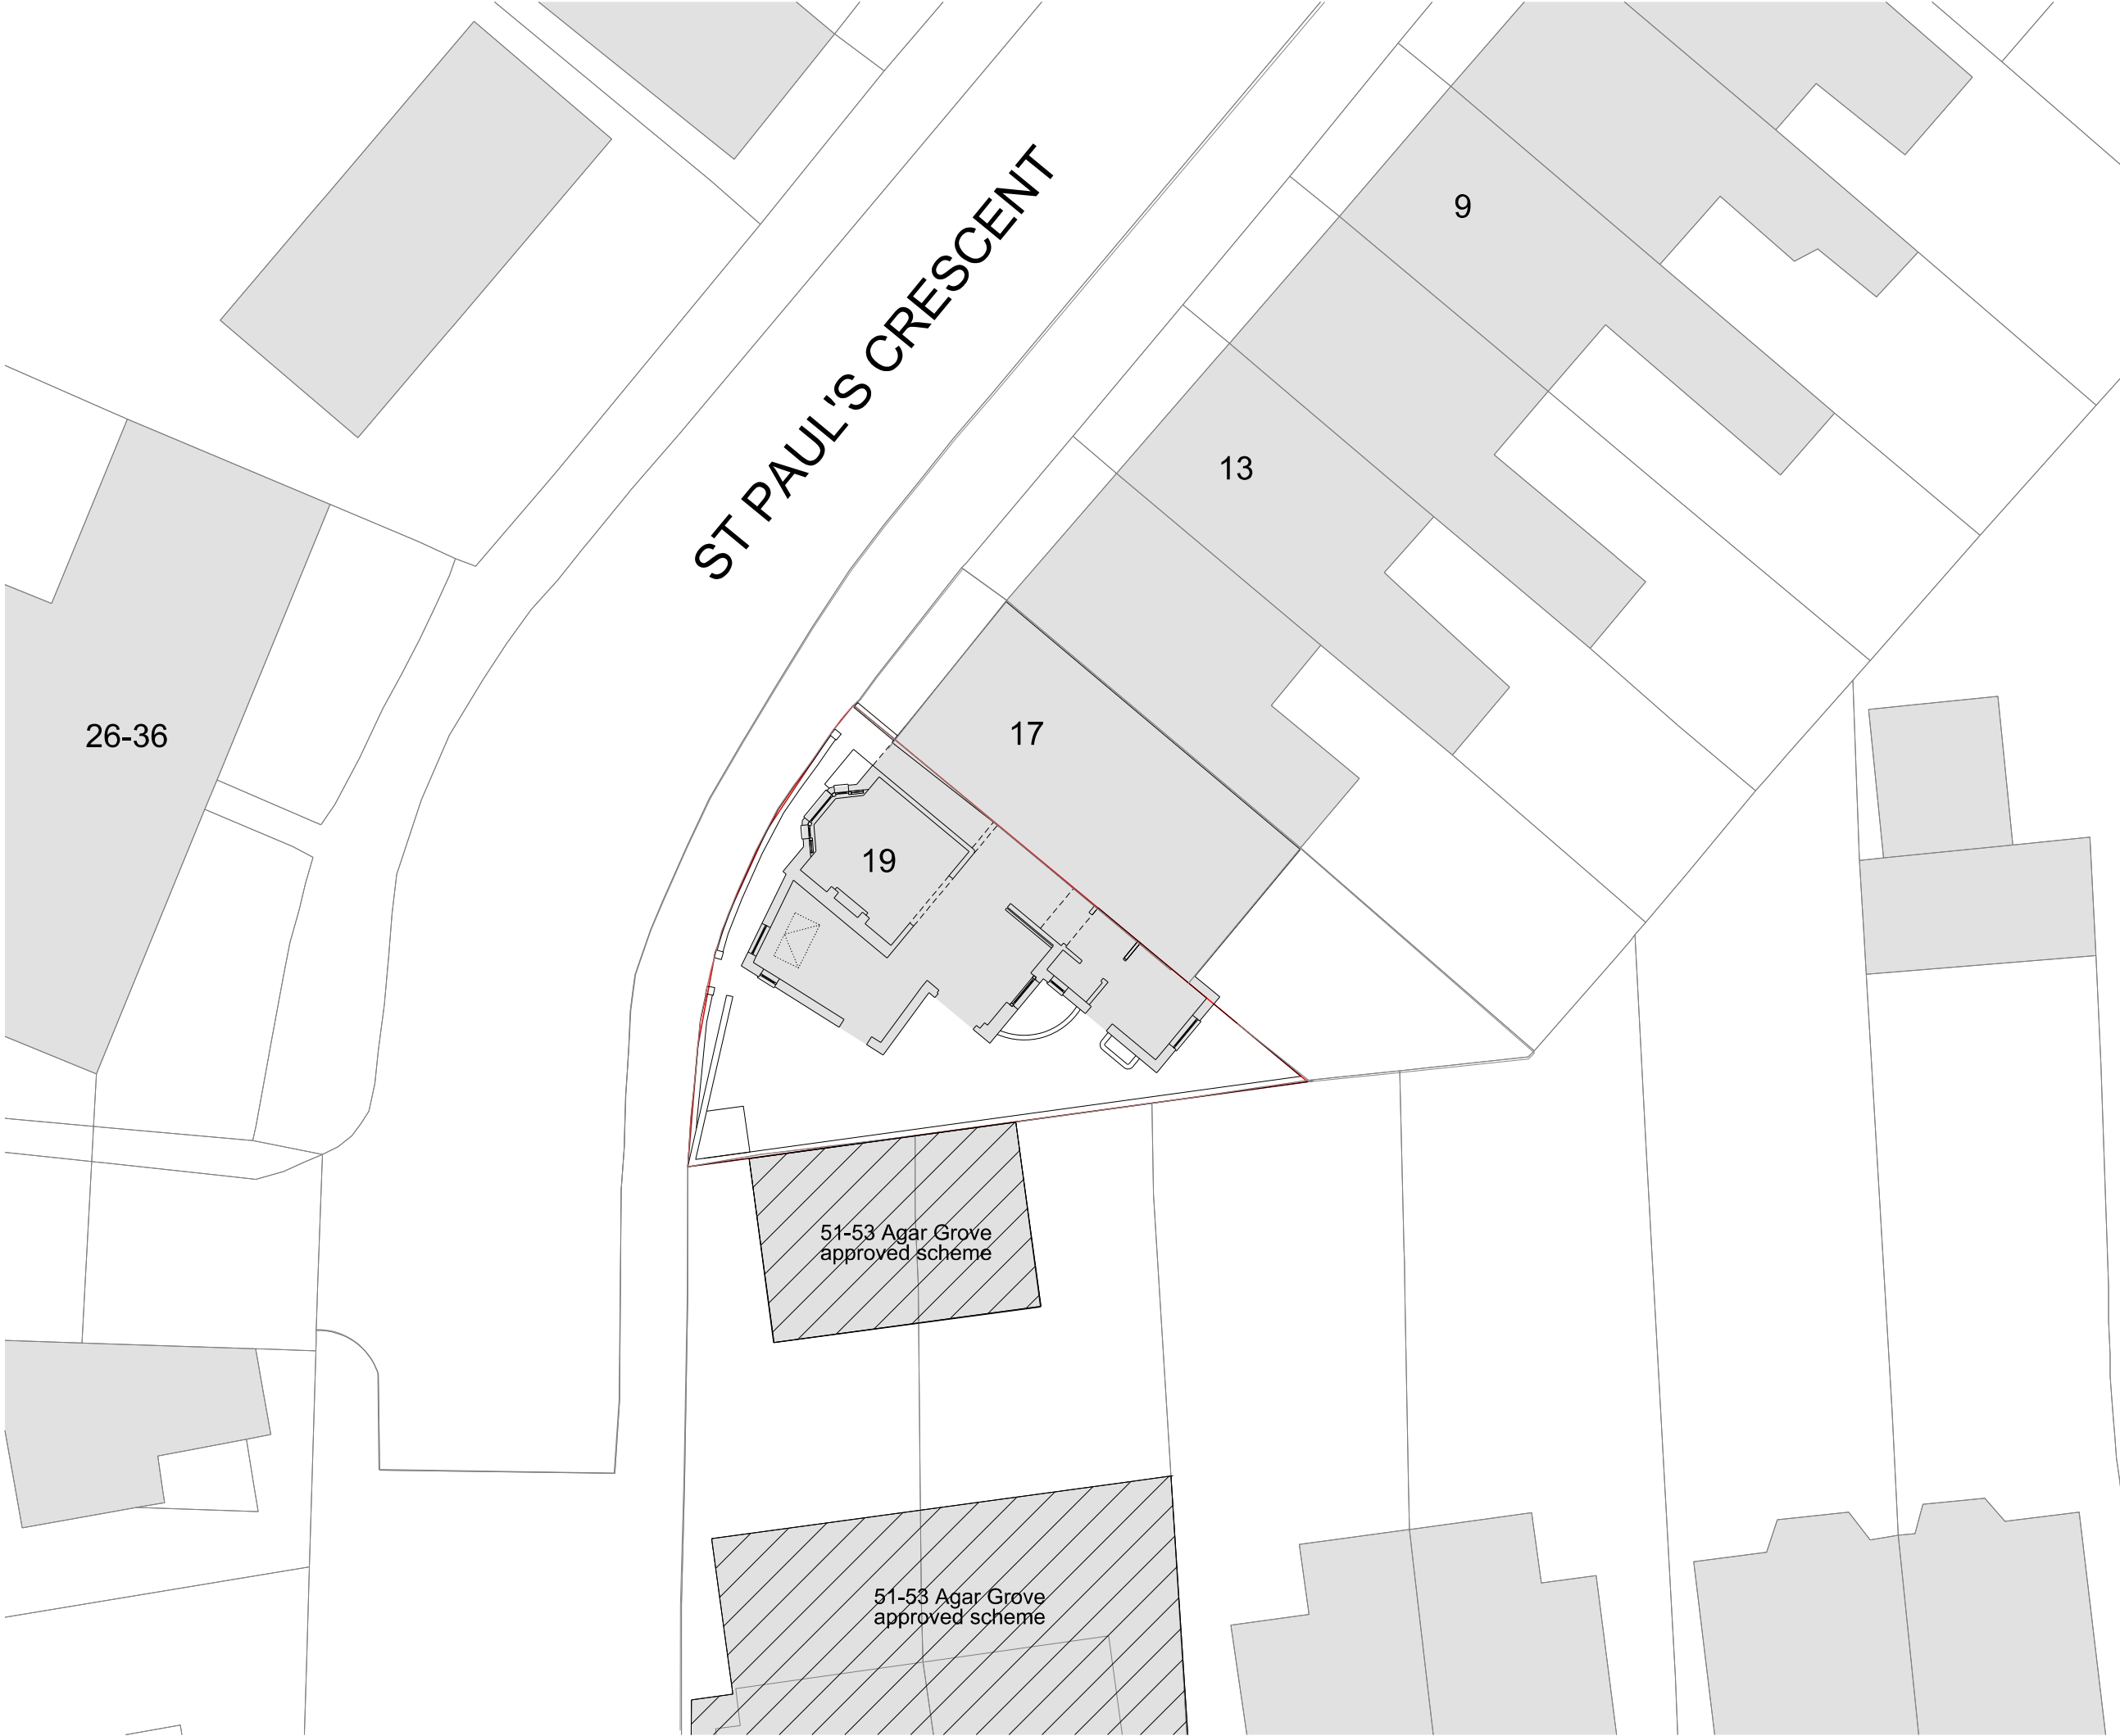 ST PAUL'S CRESCENT
9
13
26-36
17
19
51-53 Agar Grove
approved scheme
51-53 Agar Grove
approved scheme